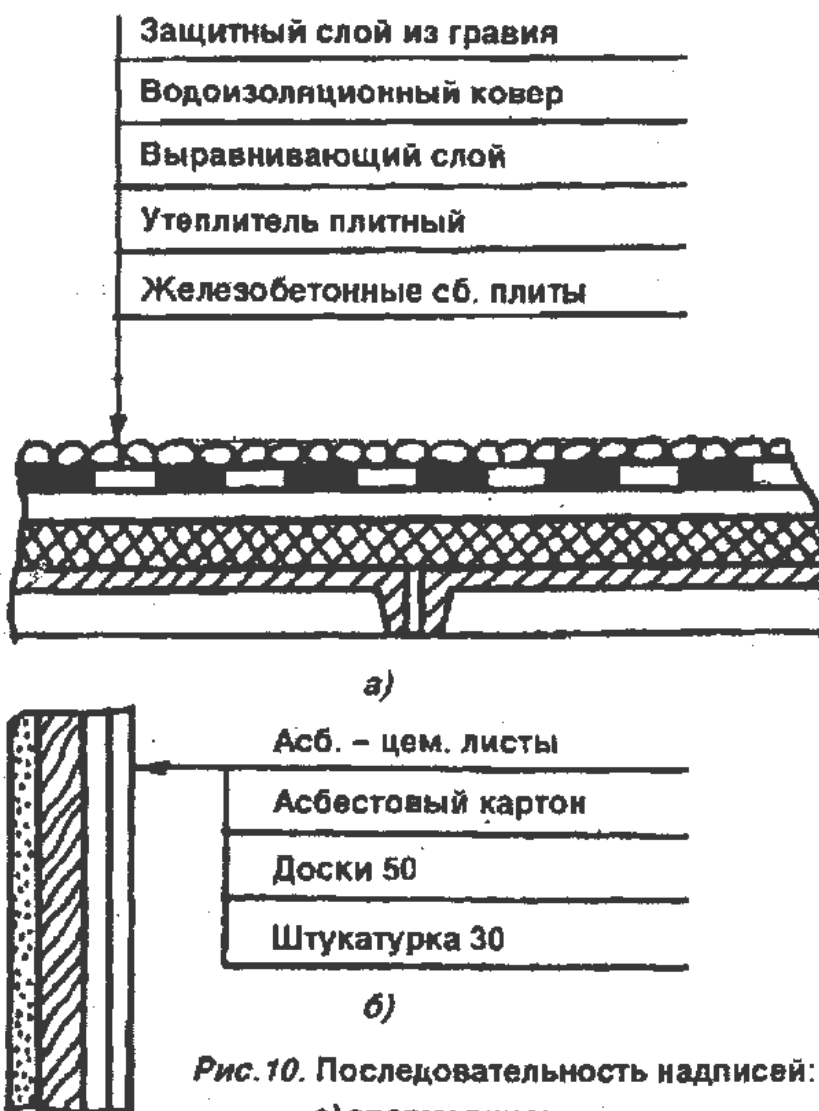 Защитный слой из гравия
Водоизоляционный ковер
Выравнивающий слой
Утеплитель плитный
Железобетонные сб. плиты
а)
Асб. – цем. листы
Асбестовый картон
Доски 50
Штукатурка 30
б)
Рис.10. Последовательность надписей: